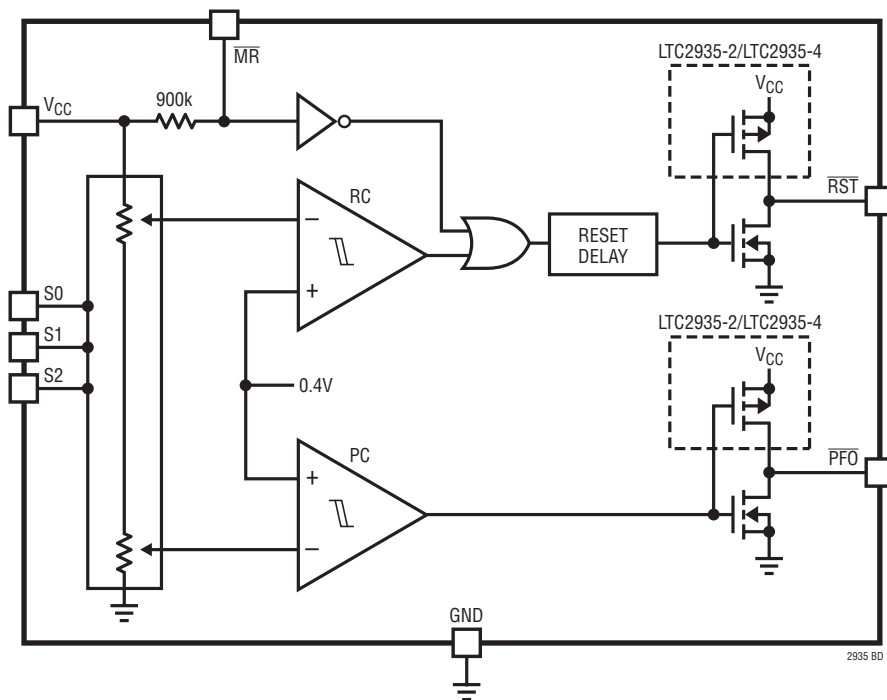 MR
LTC2935-2/LTC2935-4
VCC
VCC
900k
RC
RST
−
RESET
DELAY
S0
+
S1
LTC2935-2/LTC2935-4
S2
0.4V
VCC
PC
+
PFO
−
GND
2935 BD